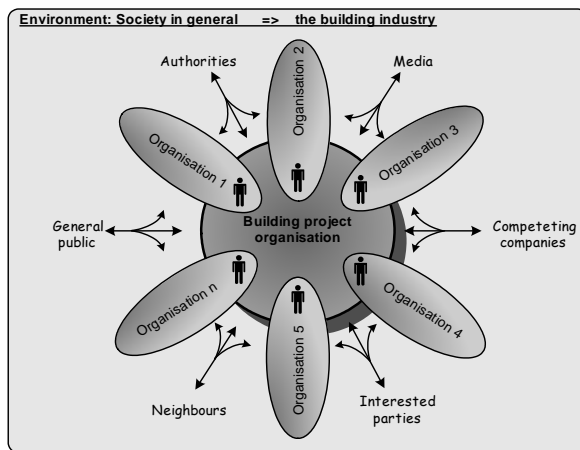 Environment: Society in general => the building industry
Authorities
Organisation 2
Media
Organisation 1
Organisation 3
General
public
Building project
organisation
Competeting
companies
Organisation n
Organisation 5
Organisation 4
Neighbours
Interested
parties